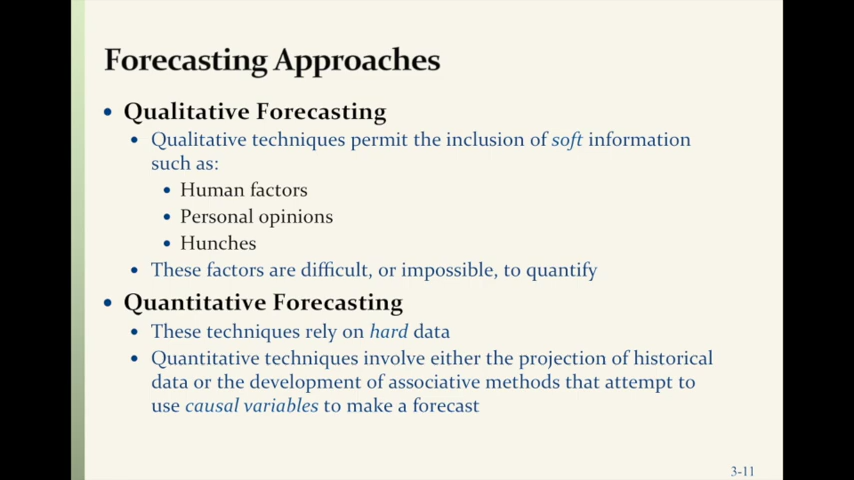 Forecasting Approaches
• Qualitative Forecasting
• Qualitative techniques permit the inclusion of soft information
such as:
• Human factors
• Personal opinions
• Hunches
• These factors are difficult, or impossible, to quantify
• Quantitative Forecasting
• These techniques rely on hard data
• Quantitative techniques involve either the projection of historical
data or the development of associative methods that attempt to
use causal variables to make a forecast
3-11